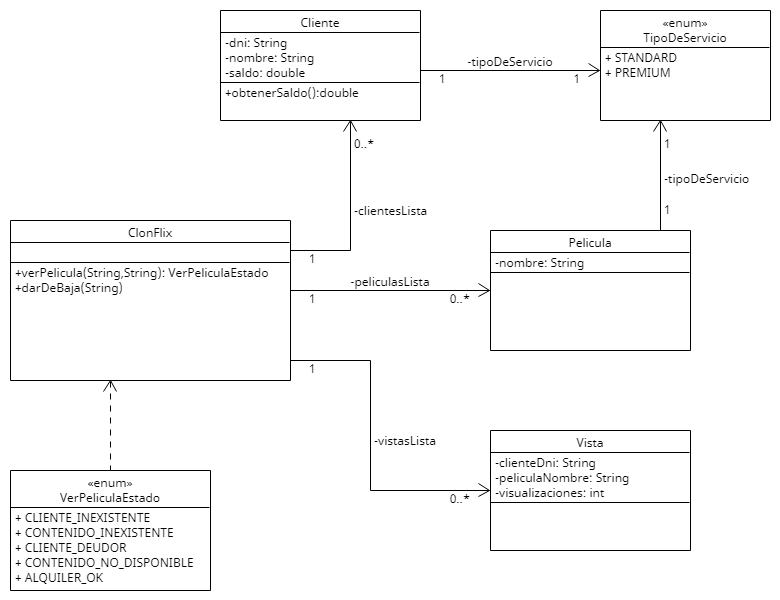 Cliente
-dni: String
-nombre: String
-saldo: double
+obtenerSaldo():double
«enum»
TipoDeServicio
+ STANDARD
+ PREMIUM
-tipoDeServicio
1
1
0..*
1
-tipoDeServicio
1
-clientesLista
ClonFlix
+verPelicula(String,String): VerPeliculaEstado
+darDeBaja(String)
1
-peliculasLista
1
0..*
Pelicula
-nombre: String
1
-vistasLista
0..*
Vista
-clienteDni: String
-peliculaNombre: String
-visualizaciones: int
«enum»
VerPeliculaEstado
+ CLIENTE_INEXISTENTE
+ CONTENIDO_INEXISTENTE
+ CLIENTE_DEUDOR
+ CONTENIDO_NO_DISPONIBLE
+ ALQUILER_OK